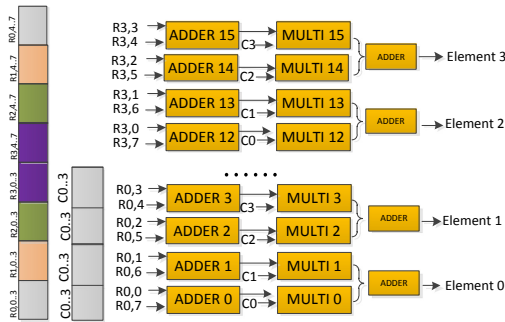 R0,4..7
R1,4..7
R2,4..7
R3,4..7
R3,0..3
R2,0..3
R1,0..3
R0,0..3
C0..3
C0..3
C0..3
C0..3
R3,3
R3,4
ADDER 15
C3
MULTI 15
R3,2
R3,5
ADDER 14
C2
MULTI 14
ADDER
Element 3
R3,1
R3,6
ADDER 13
C1
MULTI 13
R3,0
R3,7
ADDER 12
C0
MULTI 12
ADDER
Element 2
......
R0,3
R0,4
ADDER 3
C3
MULTI 3
R0,2
R0,5
ADDER 2
C2
MULTI 2
ADDER
Element 1
R0,1
R0,6
ADDER 1
C1
MULTI 1
R0,0
R0,7
ADDER 0
C0
MULTI 0
ADDER
Element 0